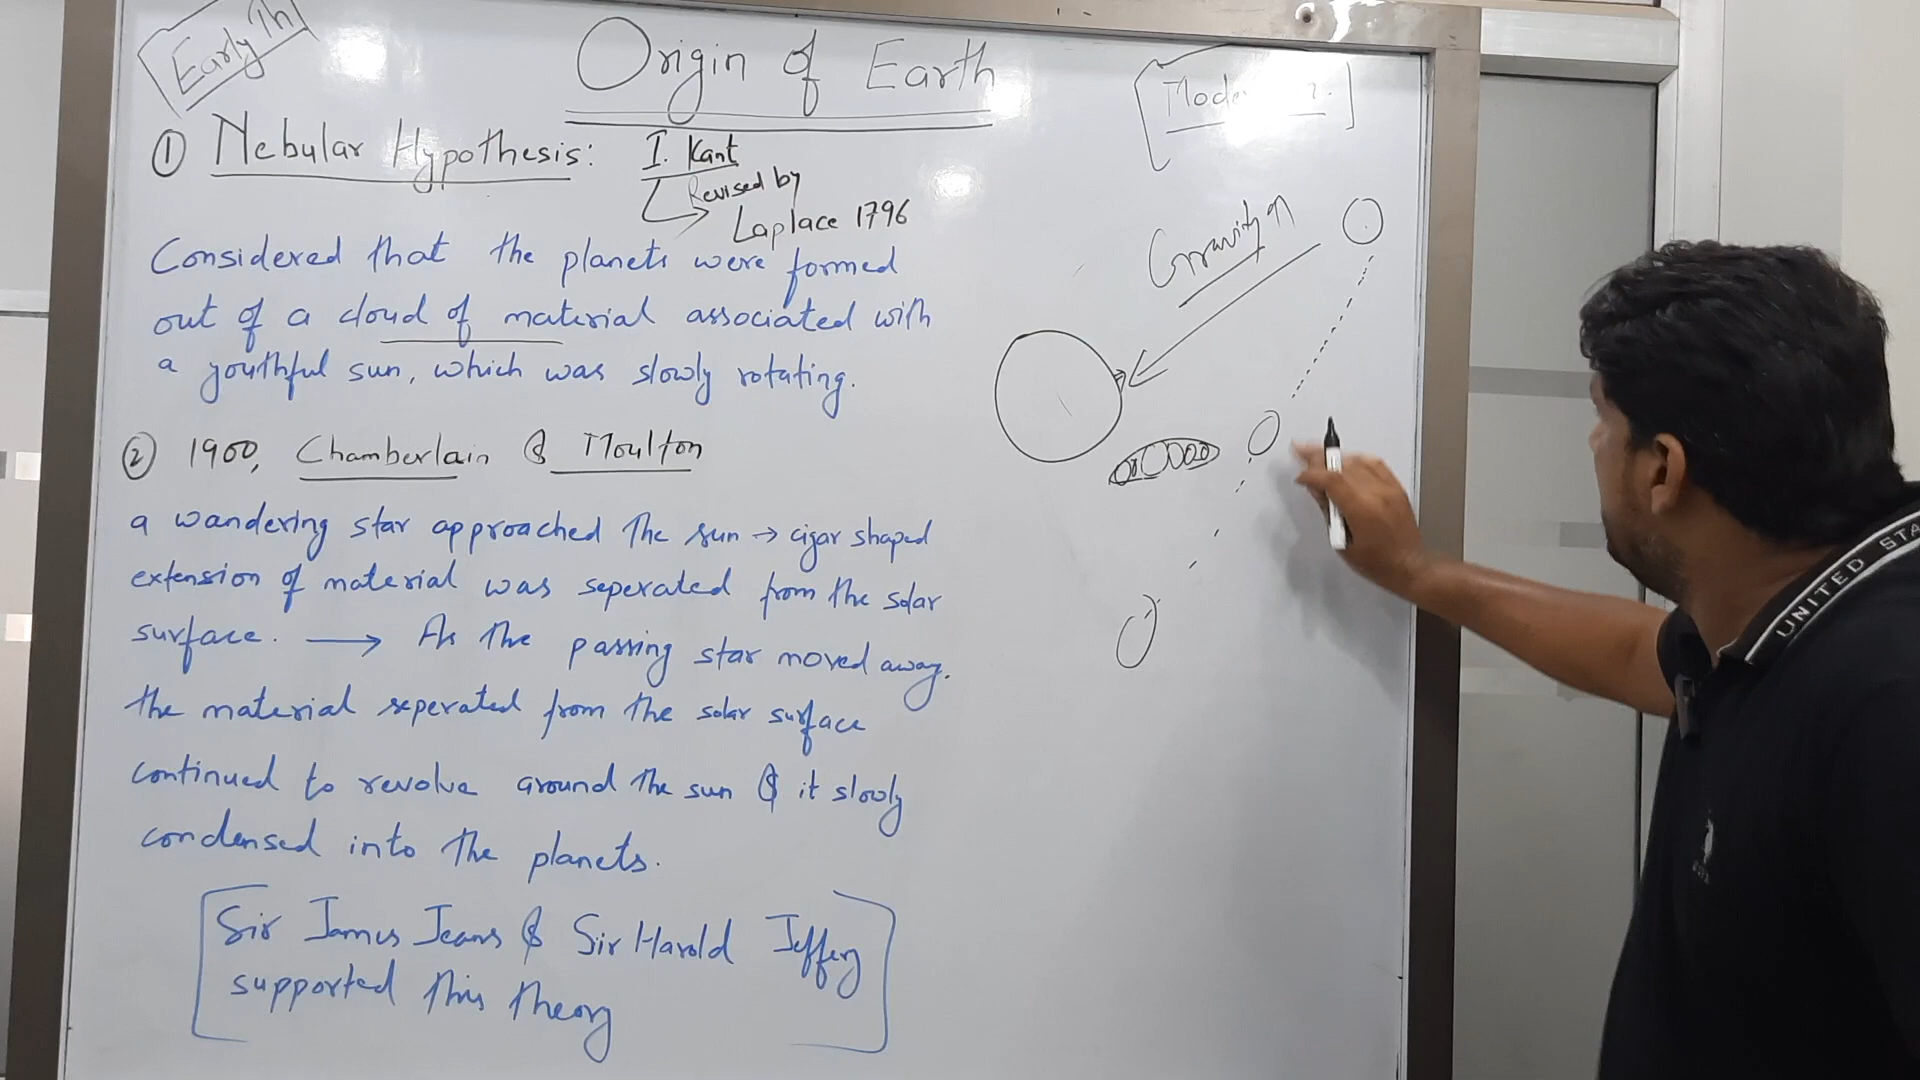 Early Th
Origin of Earth
① Nebular Hypothesis: I. Kant
Revised by
Laplace 1796
Considered that the planets were formed
out of a cloud of material associated with
a youthful sun, which was slowly rotating.
② 1900, Chamberlain & Moulton
a wandering star approached the sun → cigar shaped
extension of material was seperated from the solar
surface. → As the passing star moved away.
the material seperated from the solar surface
continued to revolve around the sun & it slowly
condensed into the planets.
Sir James Jeans & Sir Harold Jeffery
supported this theory
Gravity
UNITED STA